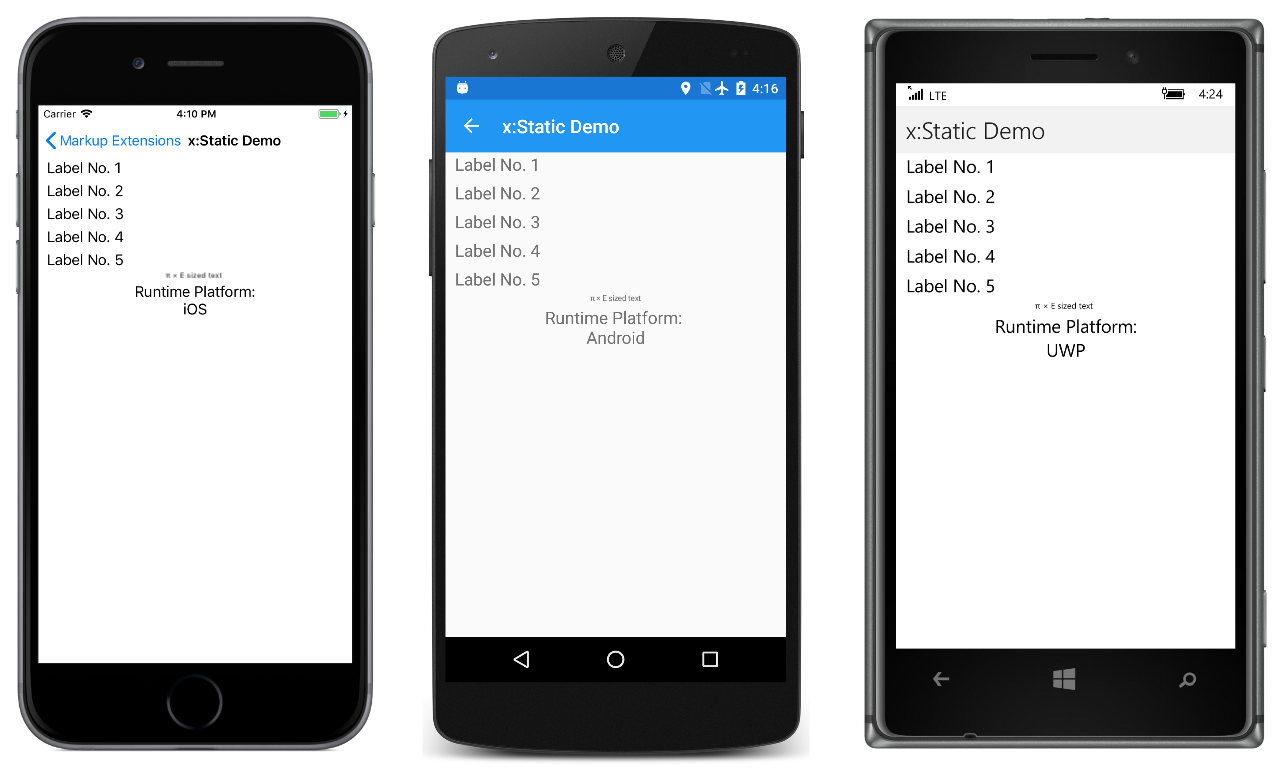 Carrier
4:10 PM
Markup Extensions x:Static Demo
Label No. 1
Label No. 2
Label No. 3
Label No. 4
Label No. 5
π × E sized text
Runtime Platform:
iOS
4:16
x:Static Demo
Label No. 1
Label No. 2
Label No. 3
Label No. 4
Label No. 5
π × E sized text
Runtime Platform:
Android
LTE
4:24
x:Static Demo
Label No. 1
Label No. 2
Label No. 3
Label No. 4
Label No. 5
π × E sized text
Runtime Platform:
UWP